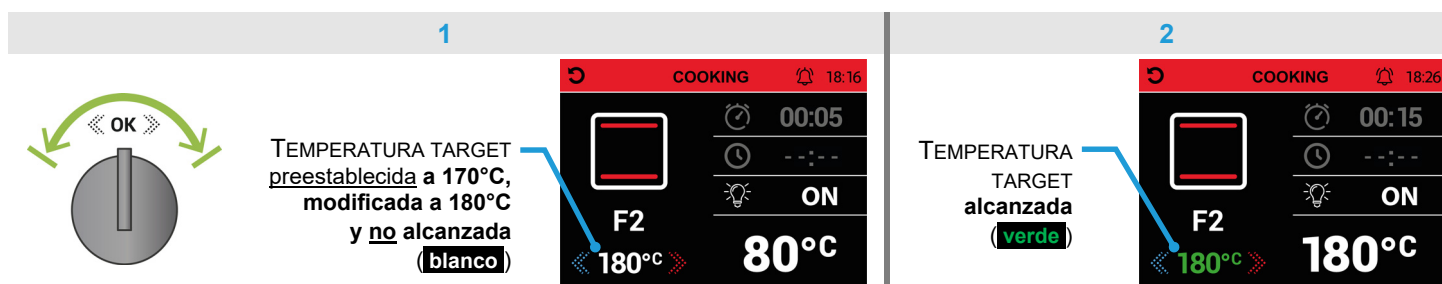 1
OK
TEMPERATURA TARGET
preestablecida a 170°C,
modificada a 180°C
y no alcanzada
(blanco)
COOKING 18:16
00:05
--:--
ON
F2
180°C
80°C
2
TEMPERATURA
TARGET
alcanzada
(verde)
COOKING 18:26
00:15
--:--
ON
F2
180°C
180°C